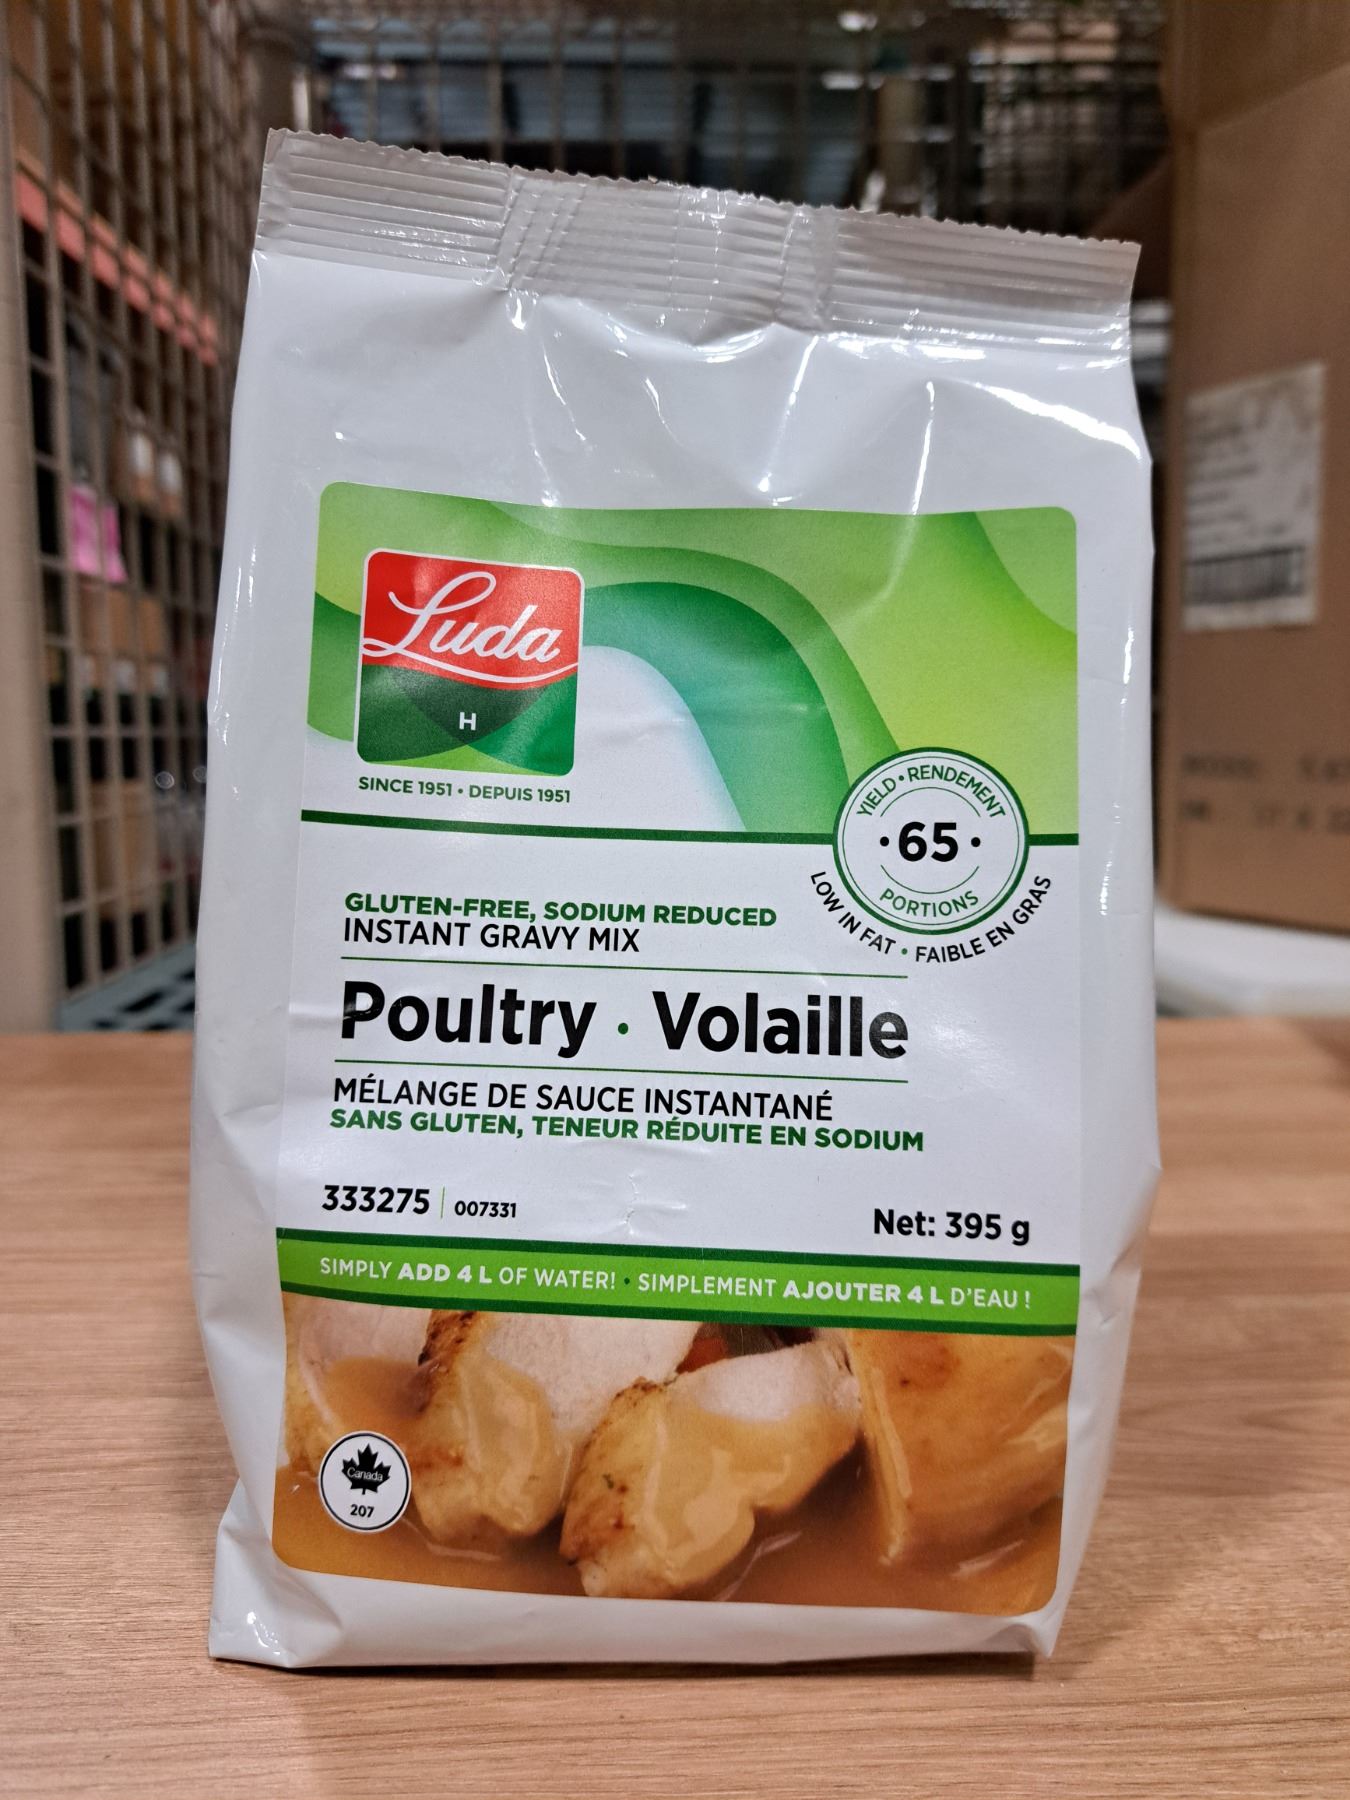 Luda
H
SINCE 1951 • DEPUIS 1951
YIELD • RENDEMENT
• 65 •
PORTIONS
LOW IN FAT • FAIBLE EN GRAS
GLUTEN-FREE, SODIUM REDUCED
INSTANT GRAVY MIX
Poultry • Volaille
MÉLANGE DE SAUCE INSTANTANÉ
SANS GLUTEN, TENEUR RÉDUITE EN SODIUM
333275 | 007331
Net: 395 g
SIMPLY ADD 4 L OF WATER! • SIMPLEMENT AJOUTER 4 L D'EAU !
Canada
207